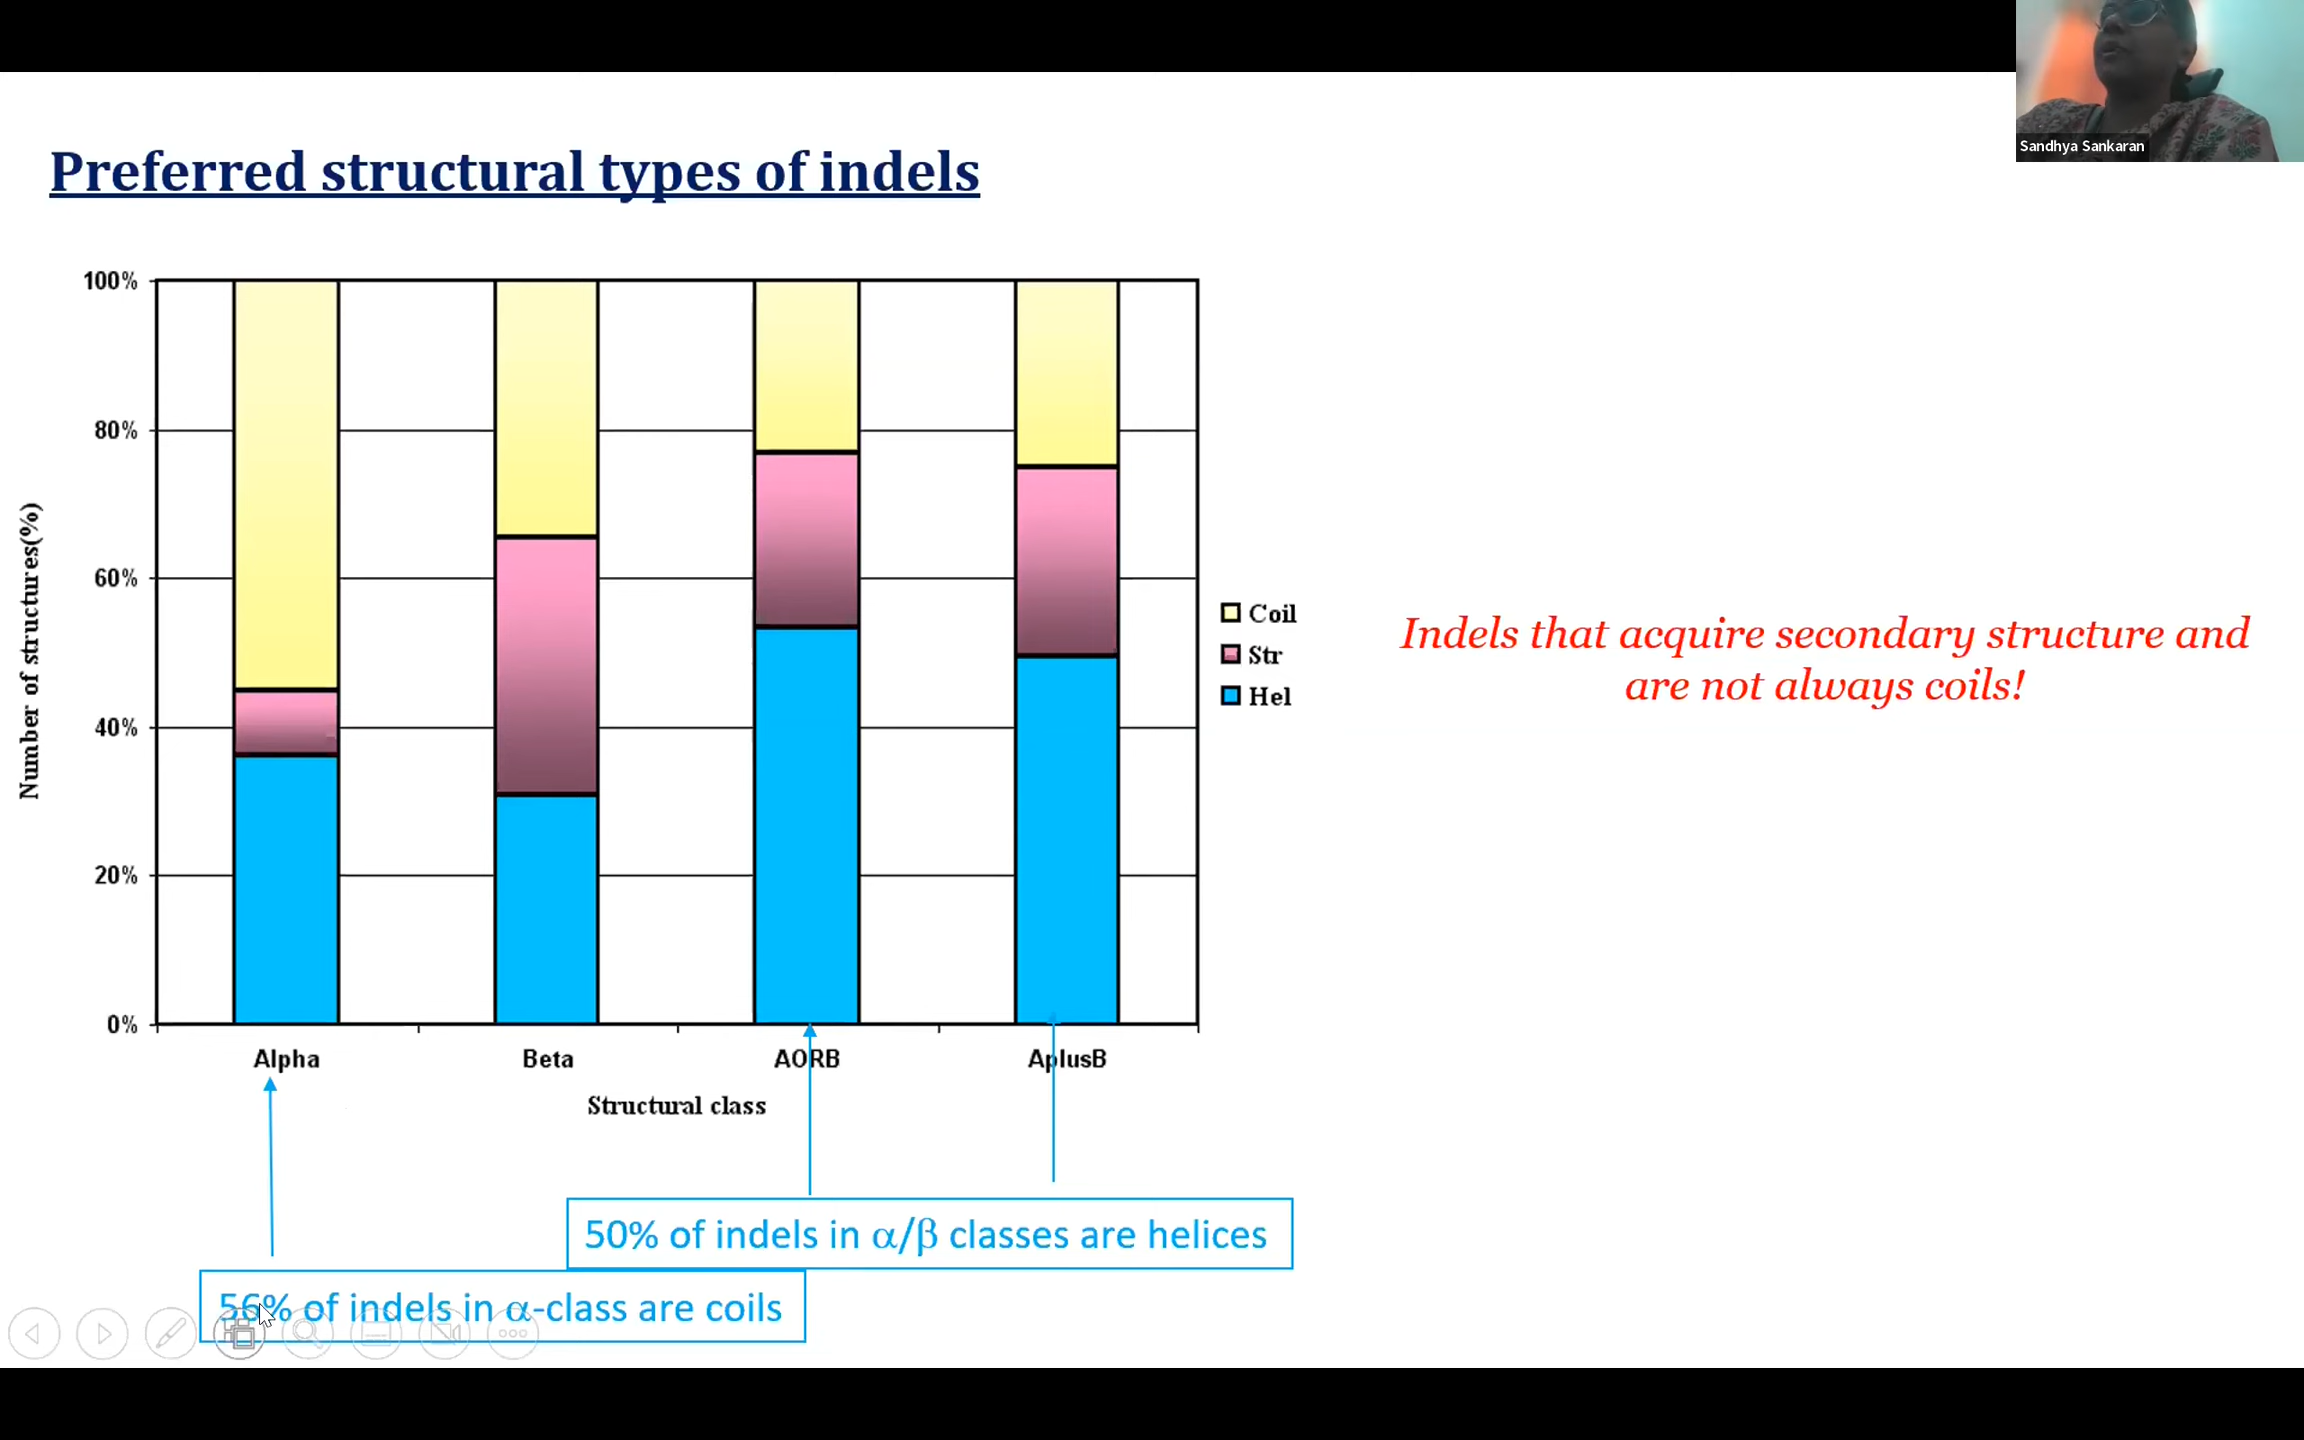 Sandhya Sankaran
Preferred structural types of indels
100%
80%
60%
40%
20%
0%
Number of structures(%)
Alpha
Beta
AORB
AplusB
Structural class
Coil
Str
Hel
Indels that acquire secondary structure and
are not always coils!
50% of indels in α/β classes are helices
56% of indels in α-class are coils